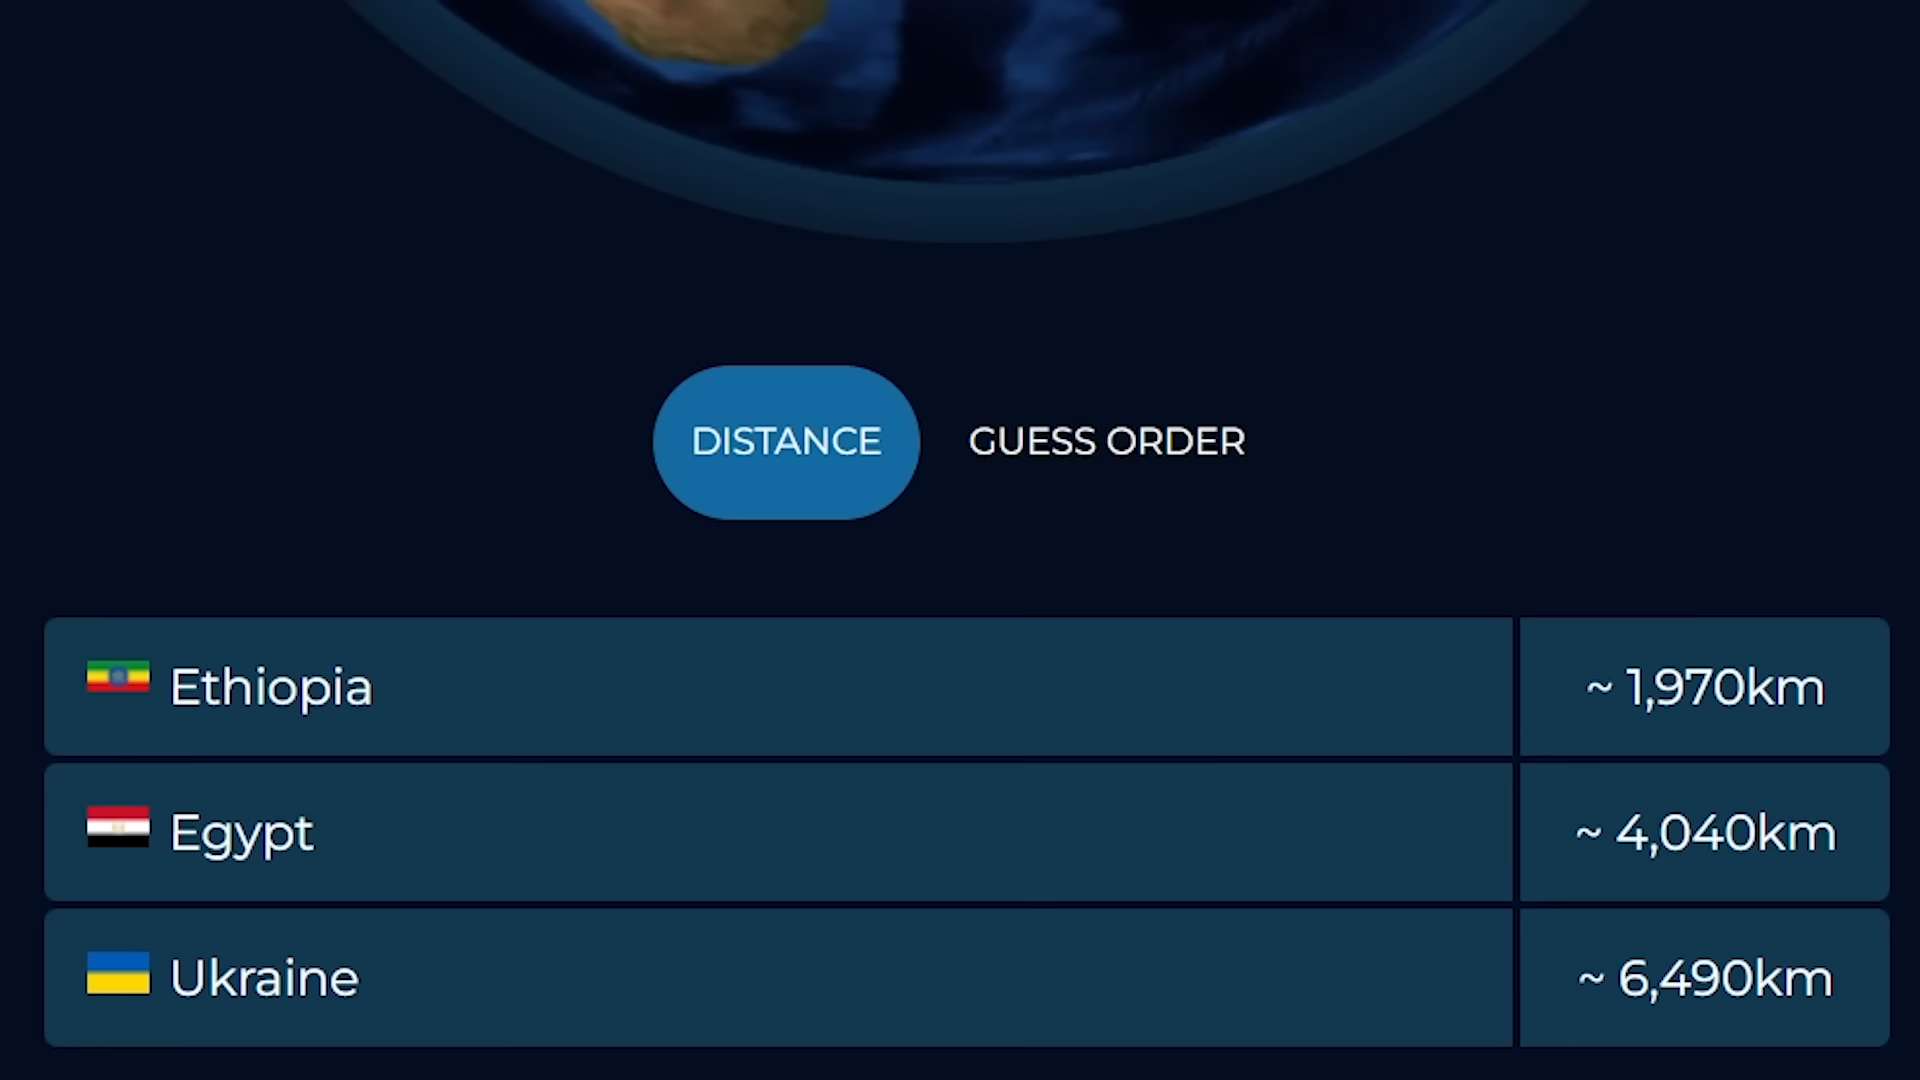 DISTANCE GUESS ORDER
Ethiopia ~ 1,970km
Egypt ~ 4,040km
Ukraine ~ 6,490km